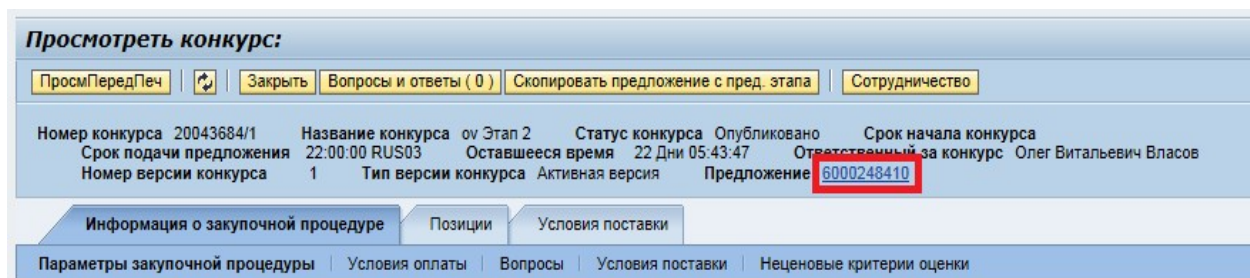 Просмотреть конкурс:
ПросмПередПеч Закрыть Вопросы и ответы ( 0 ) Скопировать предложение с пред. этапа Сотрудничество
Номер конкурса 20043684/1 Название конкурса ov Этап 2 Статус конкурса Опубликовано Срок начала конкурса
Срок подачи предложения 22:00:00 RUS03 Оставшееся время 22 Дни 05:43:47 Ответственный за конкурс Олег Витальевич Власов
Номер версии конкурса 1 Тип версии конкурса Активная версия Предложение 6000248410
Информация о закупочной процедуре Позиции Условия поставки
Параметры закупочной процедуры Условия оплаты Вопросы Условия поставки Неценовые критерии оценки